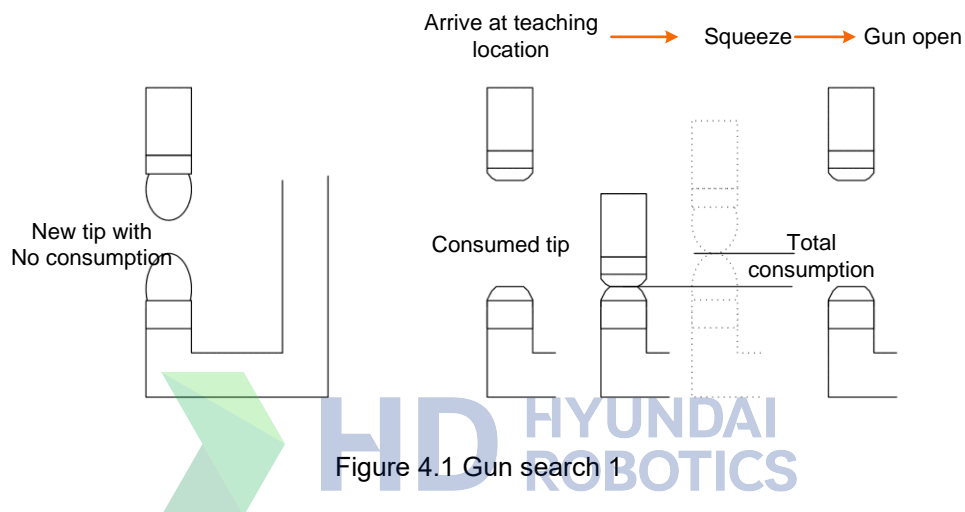 Arrive at teaching
location
Squeeze
Gun open
New tip with
No consumption
Consumed tip
Total
consumption
HD HYUNDAI
ROBOTICS
Figure 4.1 Gun search 1